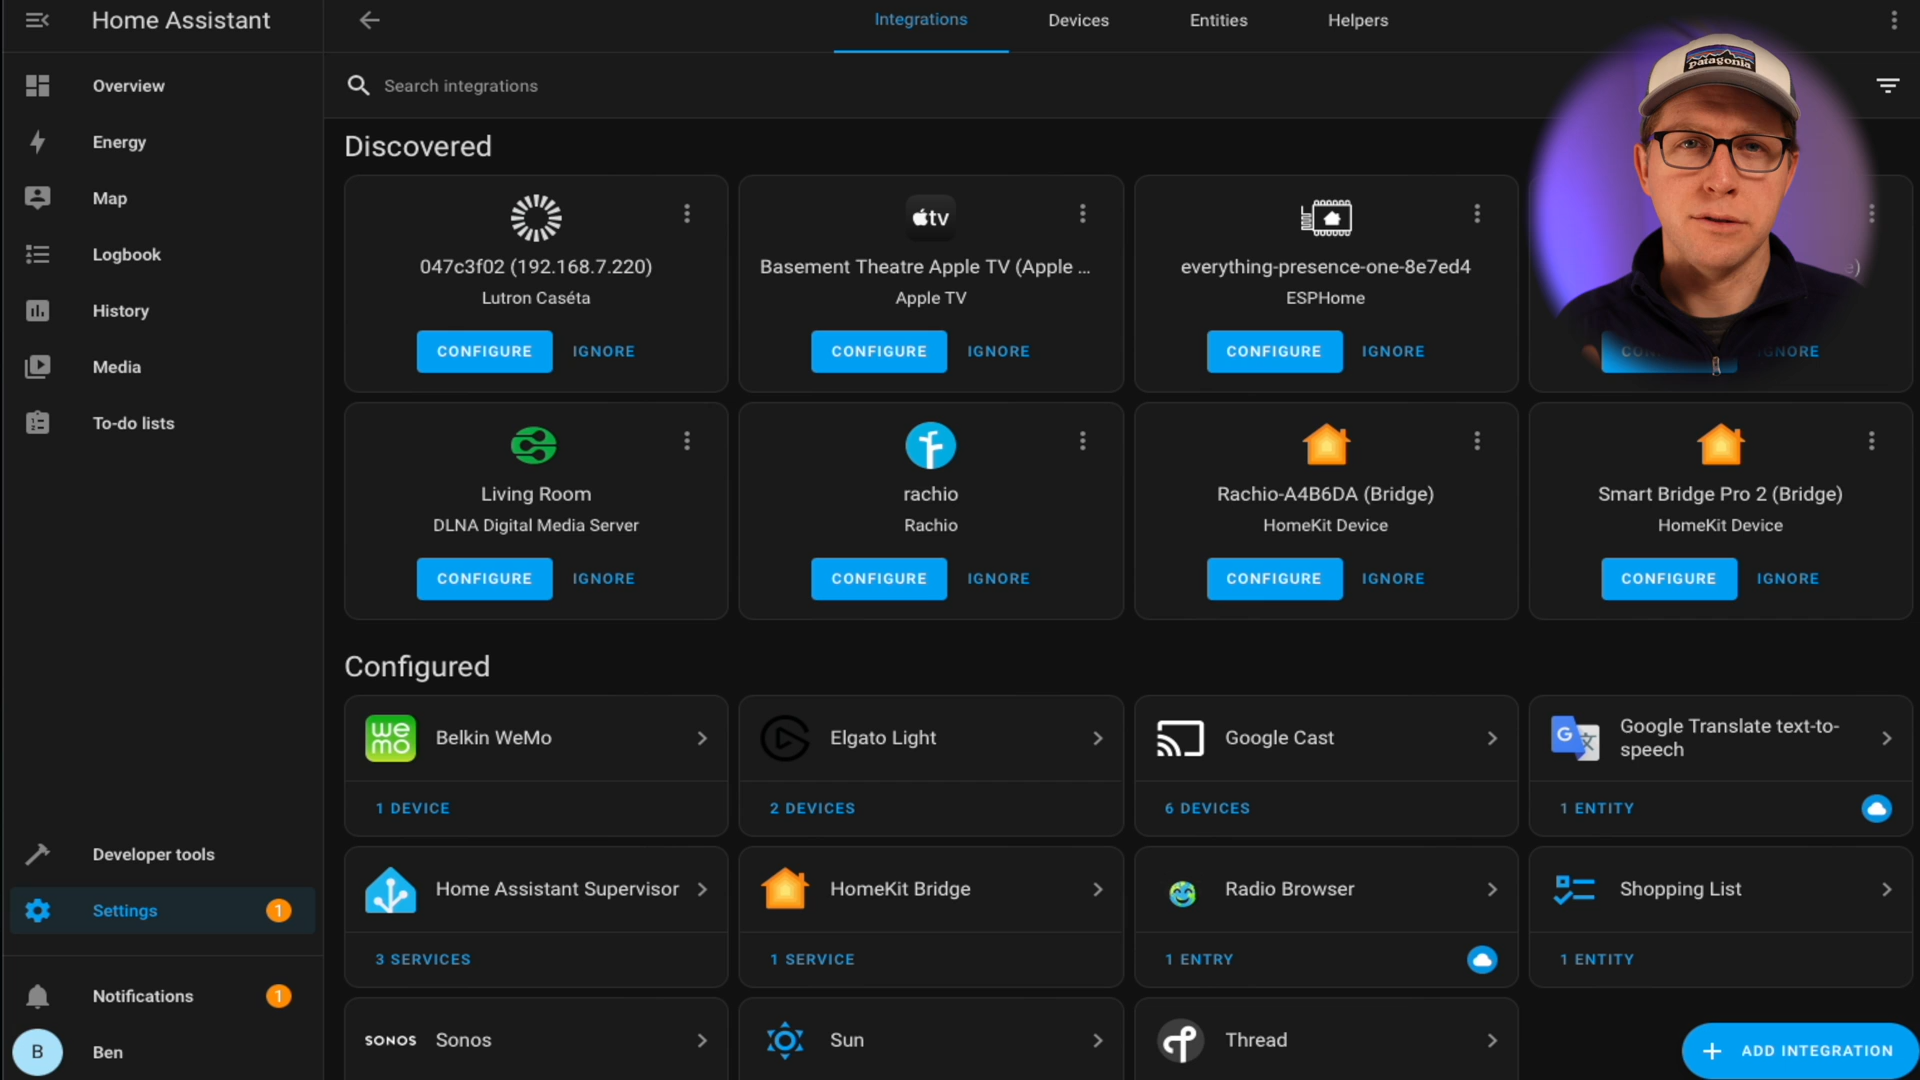 Home Assistant
Integrations
Devices
Entities
Helpers
Overview
Energy
Map
Logbook
History
Media
To-do lists
Search integrations
Discovered
047c3f02 (192.168.7.220)
Lutron Caséta
CONFIGURE IGNORE
tv
Basement Theatre Apple TV (Apple ...
Apple TV
CONFIGURE IGNORE
everything-presence-one-8e7ed4
ESPHome
CONFIGURE IGNORE
patagonia
Living Room
DLNA Digital Media Server
CONFIGURE IGNORE
rachio
Rachio
CONFIGURE IGNORE
Rachio-A4B6DA (Bridge)
HomeKit Device
CONFIGURE IGNORE
Smart Bridge Pro 2 (Bridge)
HomeKit Device
CONFIGURE IGNORE
Configured
we
mo
Belkin WeMo
1 DEVICE
Elgato Light
2 DEVICES
Google Cast
6 DEVICES
G
文
Google Translate text-to-
speech
1 ENTITY
Home Assistant Supervisor
3 SERVICES
HomeKit Bridge
1 SERVICE
Radio Browser
1 ENTRY
Shopping List
1 ENTITY
SONOS
Sonos
Sun
Thread
ADD INTEGRATION
Developer tools
Settings 1
Notifications 1
B
Ben